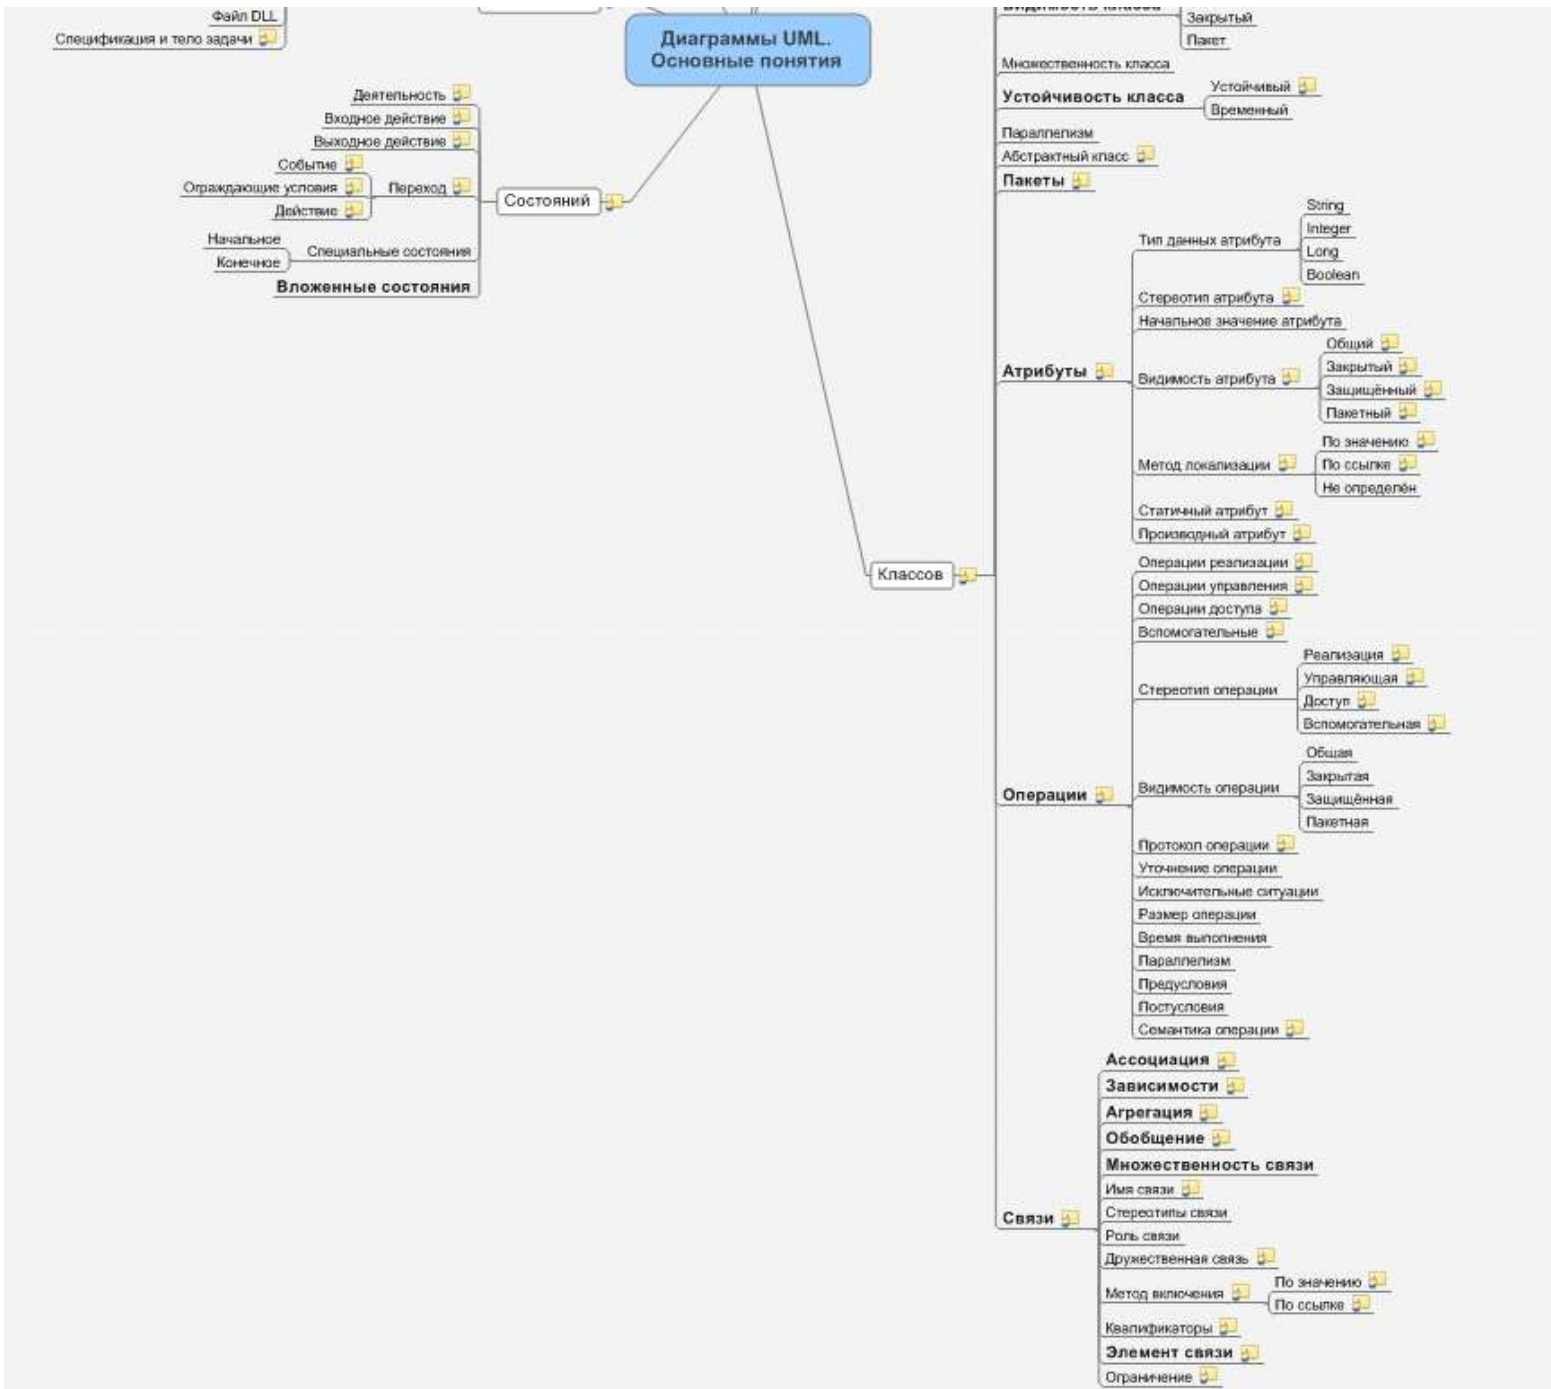 Файл DLL
Спецификация и тело задачи
Диаграммы UML.
Основные понятия
Деятельность
Входное действие
Выходное действие
Событие
Ограждающие условия
Действие
Переход
Начальное
Конечное
Специальные состояния
Вложенные состояния
Состояний
Классов
Видимость класса
Закрытый
Пакет
Множественность класса
Устойчивость класса
Устойчивый
Временный
Параллелизм
Абстрактный класс
Пакеты
Атрибуты
Тип данных атрибута
String
Integer
Long
Boolean
Стереотип атрибута
Начальное значение атрибута
Видимость атрибута
Общий
Закрытый
Защищённый
Пакетный
Метод локализации
По значению
По ссылке
Не определён
Статичный атрибут
Производный атрибут
Операции
Операции реализации
Операции управления
Операции доступа
Вспомогательные
Стереотип операции
Реализация
Управляющая
Доступ
Вспомогательная
Видимость операции
Общая
Закрытая
Защищённая
Пакетная
Протокол операции
Уточнение операции
Исключительные ситуации
Размер операции
Время выполнения
Параллелизм
Предусловия
Постусловия
Семантика операции
Связи
Ассоциация
Зависимости
Агрегация
Обобщение
Множественность связи
Имя связи
Стереотипы связи
Роль связи
Дружественная связь
Метод включения
По значению
По ссылке
Квалификаторы
Элемент связи
Ограничение